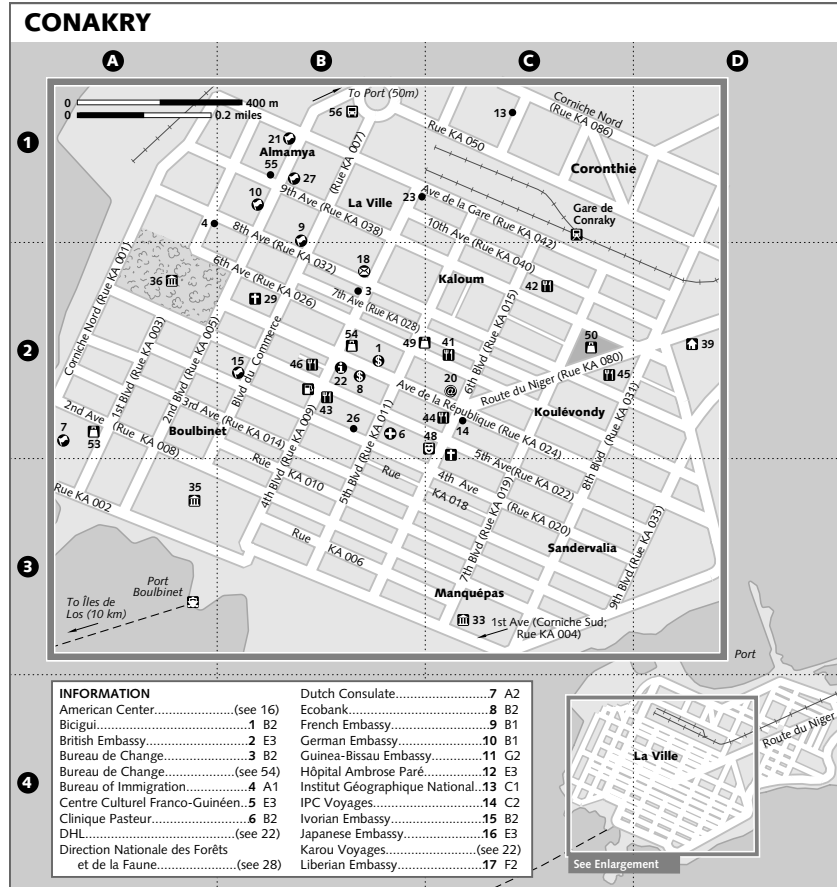 CONAKRY
A
B
C
D
1
2
3
4
0 400 m
0 0.2 miles
To Port (50m)
56
13
Corniche Nord
(Rue KA 086)
Rue KA 050
21
Almamya
55
27
(Rue KA 007)
Coronthie
10
9th Ave (Rue KA 038)
La Ville
23
Ave de la Gare (Rue KA 042)
Gare de
Conraky
4
8th Ave (Rue KA 032)
9
10th Ave (Rue KA 040)
Corniche Nord (Rue KA 001)
36
6th Ave (Rue KA 026)
18
Kaloum
29
3
7th Ave (Rue KA 028)
42
6th Blvd (Rue KA 015)
1st Blvd (Rue KA 003)
2nd Blvd (Rue KA 005)
Blvd du Commerce
54
1
49
41
50
39
15
46
22
8
20
Route du Niger (Rue KA 080)
45
43
Ave de la République (Rue KA 024)
Koulévondy
8th Blvd (Rue KA 031)
2nd Ave (Rue KA 008)
3rd Ave (Rue KA 014)
Boulbinet
4th Blvd (Rue KA 009)
26
5th Blvd (Rue KA 011)
6
44
14
48
7
53
5th Ave(Rue KA 022)
Rue KA 010
Rue KA 018
4th Ave (Rue KA 020)
7th Blvd (Rue KA 019)
35
Rue KA 002
Rue KA 006
Sandervalia
9th Blvd (Rue KA 033)
Port
Boulbinet
To Îles de
Los (10 km)
Manquépas
33
1st Ave (Corniche Sud;
Rue KA 004)
Port
Route du Niger
La Ville
See Enlargement
INFORMATION
American Center.........................(see 16)
Bicigui.........................1 B2
British Embassy.........................2 E3
Bureau de Change.........................3 B2
Bureau de Change.........................(see 54)
Bureau of Immigration.........................4 A1
Centre Culturel Franco-Guinéen..5 E3
Clinique Pasteur.........................6 B2
DHL.........................(see 22)
Direction Nationale des Forêts
et de la Faune.........................(see 28)
Dutch Consulate.........................7 A2
Ecobank.........................8 B2
French Embassy.........................9 B1
German Embassy.........................10 B1
Guinea-Bissau Embassy.........................11 G2
Hôpital Ambrose Paré.........................12 E3
Institut Géographique National..13 C1
IPC Voyages.........................14 C2
Ivorian Embassy.........................15 B2
Japanese Embassy.........................16 E3
Karou Voyages.........................(see 22)
Liberian Embassy.........................17 F2